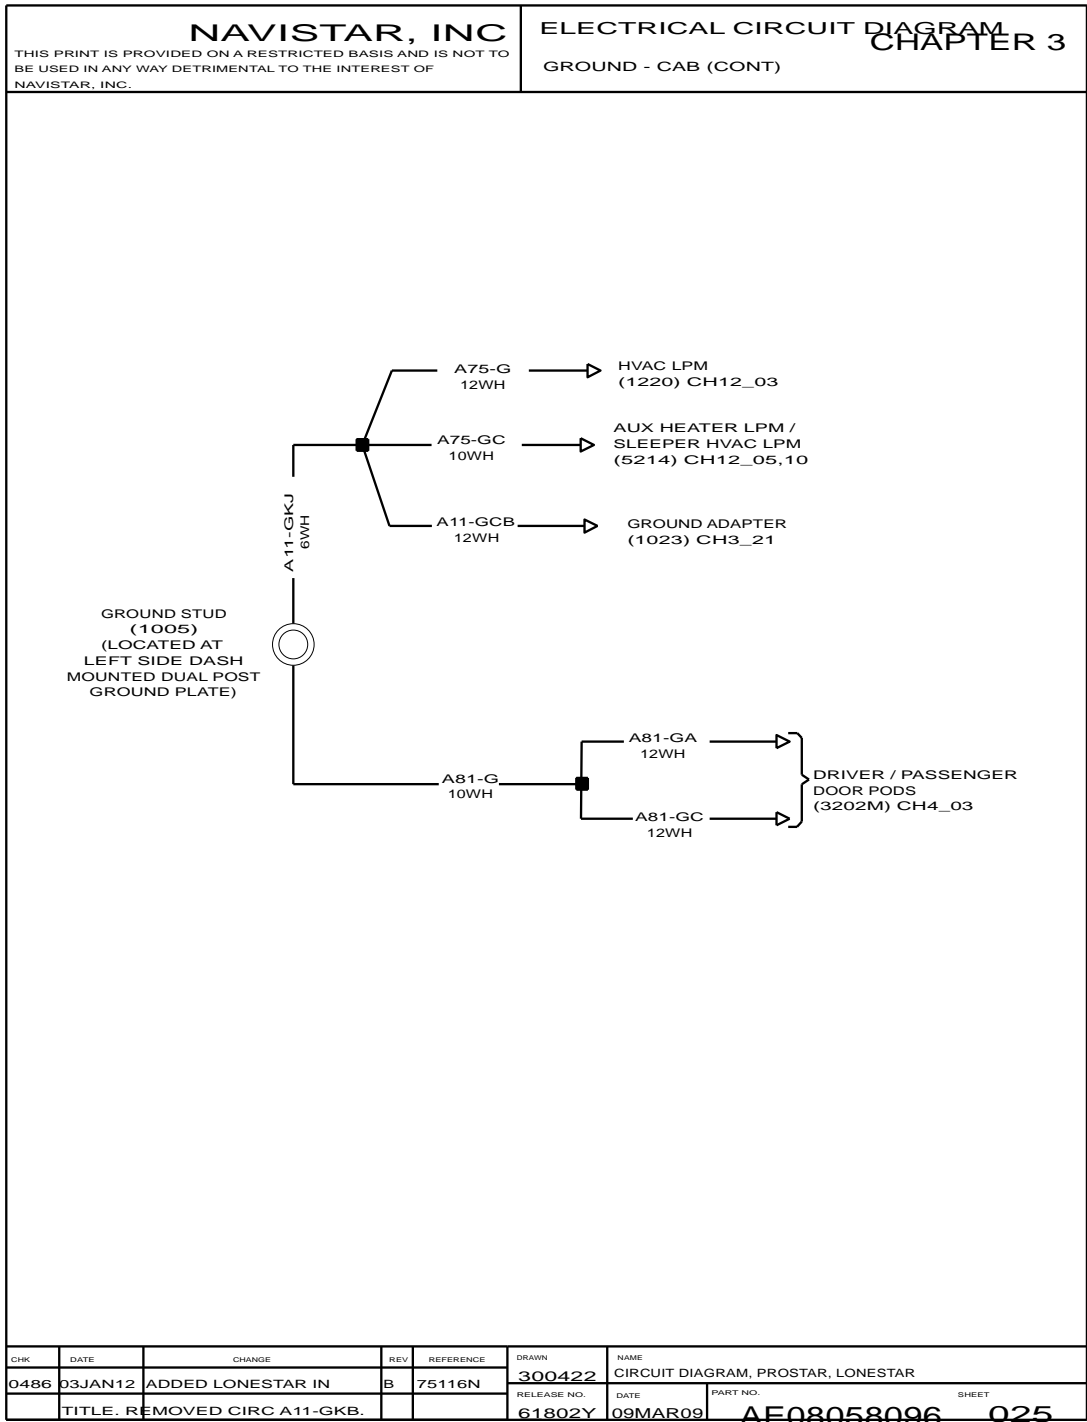 NAVISTAR, INC
THIS PRINT IS PROVIDED ON A RESTRICTED BASIS AND IS NOT TO
BE USED IN ANY WAY DETRIMENTAL TO THE INTEREST OF
NAVISTAR, INC.
ELECTRICAL CIRCUIT DIAGRAM
CHAPTER 3
GROUND - CAB (CONT)
A75-G
12WH
HVAC LPM
(1220) CH12_03
A75-GC
10WH
AUX HEATER LPM /
SLEEPER HVAC LPM
(5214) CH12_05,10
A11-GCB
12WH
GROUND ADAPTER
(1023) CH3_21
A11-GKJ
6WH
GROUND STUD
(1005)
(LOCATED AT
LEFT SIDE DASH
MOUNTED DUAL POST
GROUND PLATE)
A81-G
10WH
A81-GA
12WH
A81-GC
12WH
DRIVER / PASSENGER
DOOR PODS
(3202M) CH4_03
CHK DATE CHANGE REV REFERENCE
0486 03JAN12 ADDED LONESTAR IN B 75116N
TITLE. REMOVED CIRC A11-GKB.
DRAWN
300422
NAME
CIRCUIT DIAGRAM, PROSTAR, LONESTAR
RELEASE NO.
61802Y
DATE
09MAR09
PART NO.
AE08058096
SHEET
025